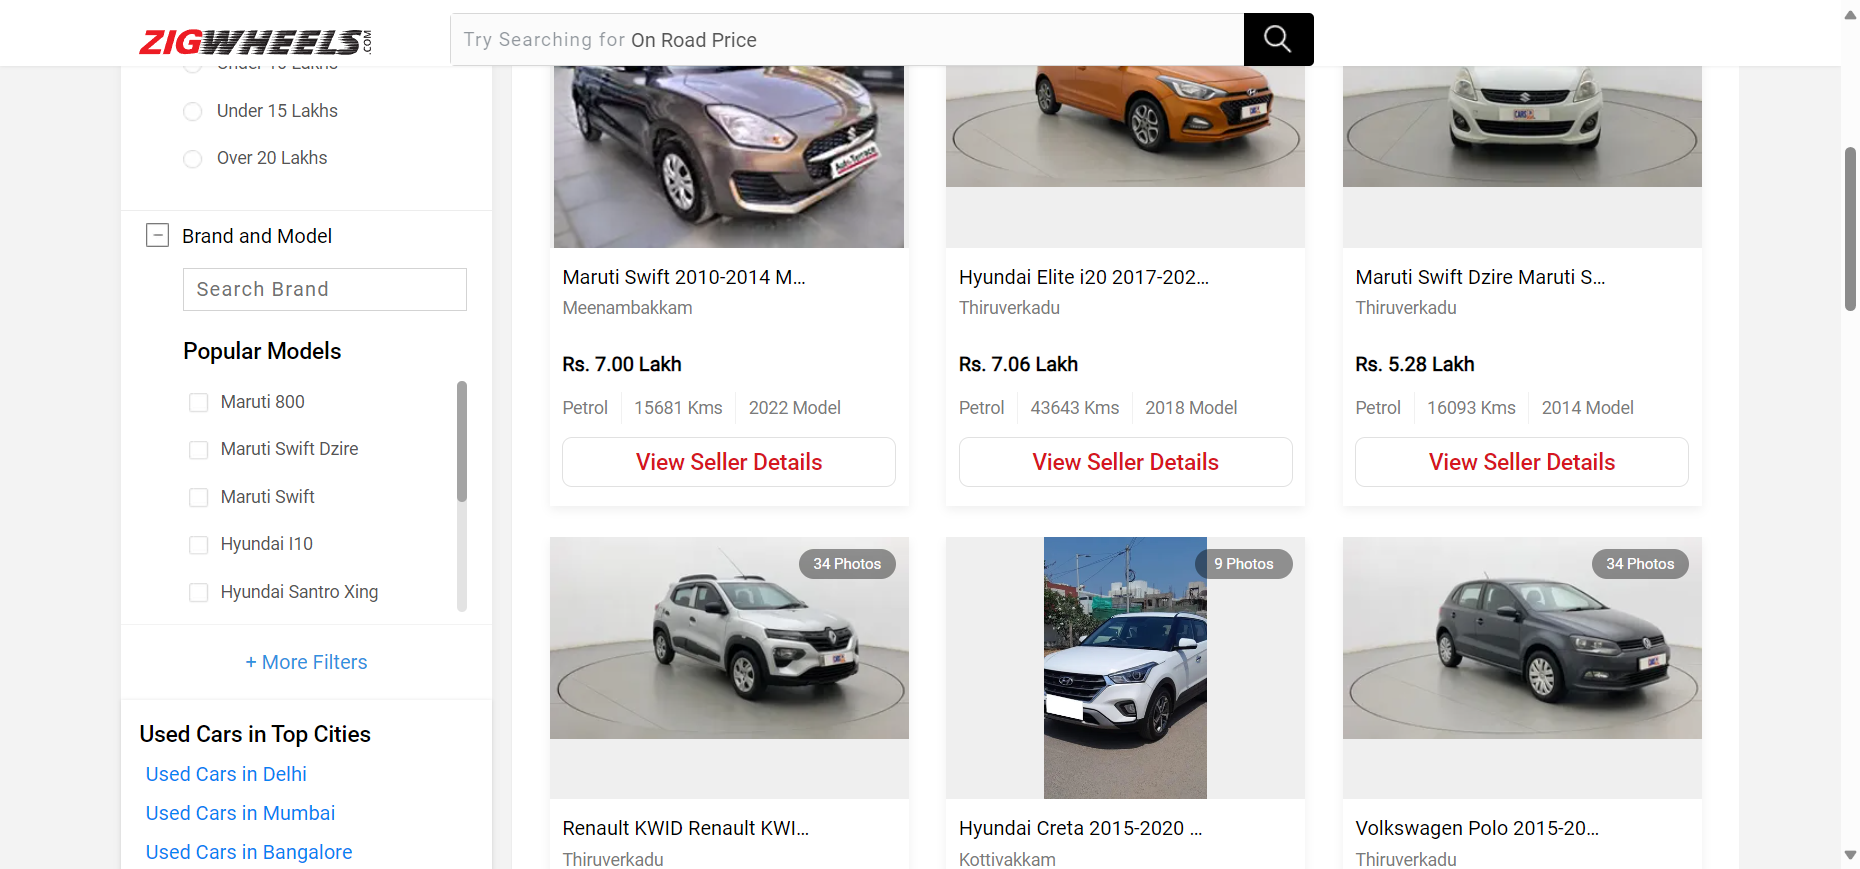 ZIGWHEELS.COM
Try Searching for On Road Price
Under 10 Lakhs
Under 15 Lakhs
Over 20 Lakhs
Brand and Model
Search Brand
Popular Models
Maruti 800
Maruti Swift Dzire
Maruti Swift
Hyundai I10
Hyundai Santro Xing
+ More Filters
Used Cars in Top Cities
Used Cars in Delhi
Used Cars in Mumbai
Used Cars in Bangalore
Auto Terrace
Maruti Swift 2010-2014 M...
Meenambakkam
Rs. 7.00 Lakh
Petrol 15681 Kms 2022 Model
View Seller Details
Hyundai Elite i20 2017-202...
Thiruverkadu
Rs. 7.06 Lakh
Petrol 43643 Kms 2018 Model
View Seller Details
CARS
Maruti Swift Dzire Maruti S...
Thiruverkadu
Rs. 5.28 Lakh
Petrol 16093 Kms 2014 Model
View Seller Details
34 Photos
Renault KWID Renault KWI...
Thiruverkadu
9 Photos
Hyundai Creta 2015-2020 ...
Kottivakkam
34 Photos
Volkswagen Polo 2015-20...
Thiruverkadu